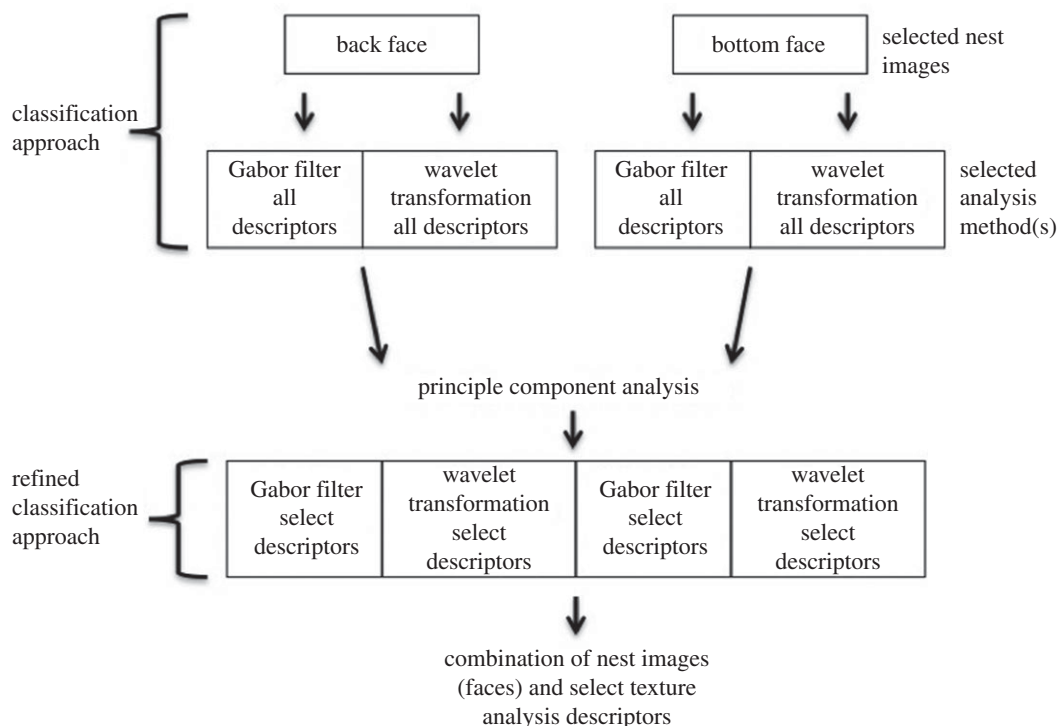 back face
bottom face
selected nest
images
classification
approach
Gabor filter
all
descriptors
wavelet
transformation
all descriptors
Gabor filter
all
descriptors
wavelet
transformation
all descriptors
selected
analysis
method(s)
principle component analysis
refined
classification
approach
Gabor filter
select
descriptors
wavelet
transformation
select
descriptors
Gabor filter
select
descriptors
wavelet
transformation
select
descriptors
combination of nest images
(faces) and select texture
analysis descriptors